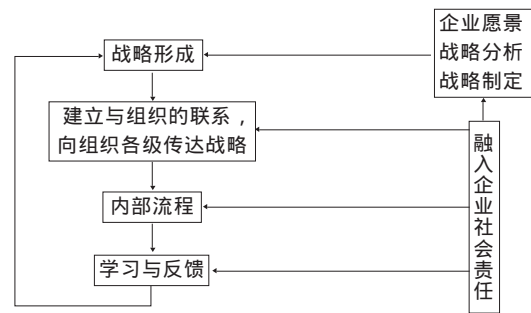 企业愿景
战略分析
战略制定
战略形成
建立与组织的联系，
向组织各级传达战略
内部流程
学习与反馈
融入企业社会责任